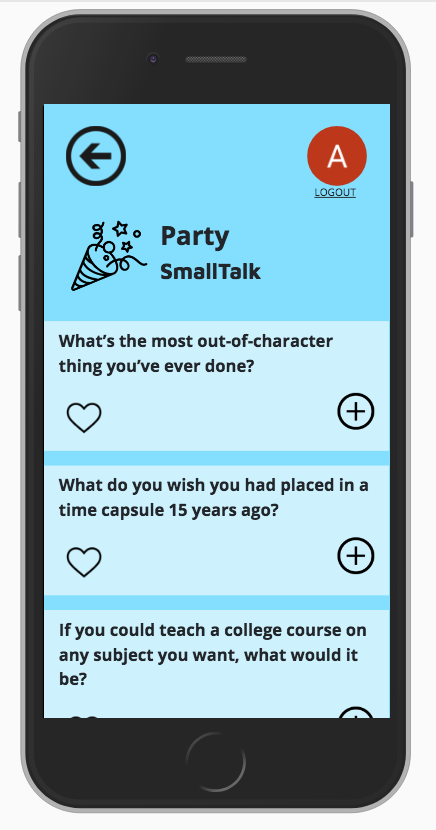 A
LOGOUT
Party
SmallTalk
What’s the most out-of-character
thing you’ve ever done?
What do you wish you had placed in a
time capsule 15 years ago?
If you could teach a college course on
any subject you want, what would it
be?